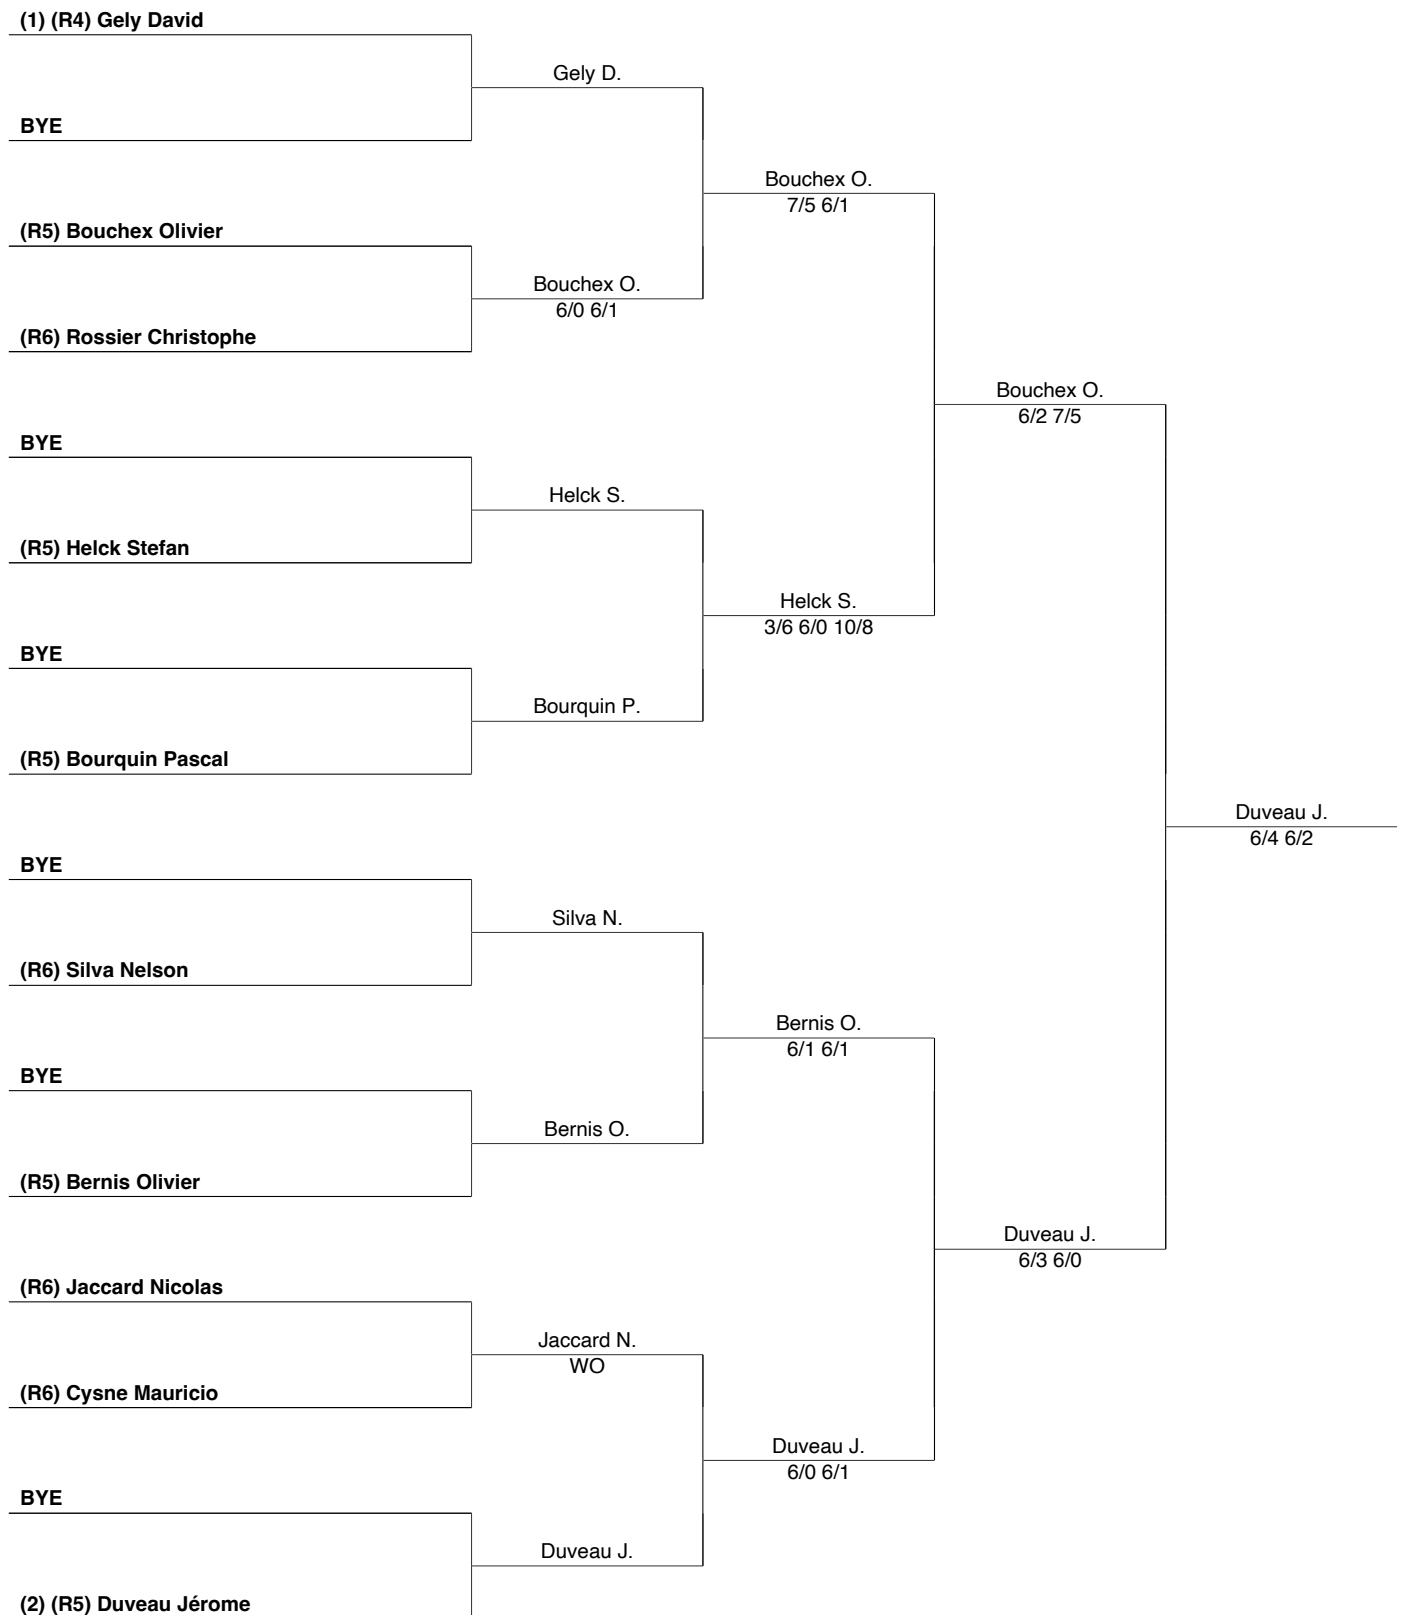 (1) (R4) Gely David
Gely D.
BYE
Bouchex O.
7/5 6/1
(R5) Bouchex Olivier
Bouchex O.
6/0 6/1
(R6) Rossier Christophe
Bouchex O.
6/2 7/5
BYE
Helck S.
(R5) Helck Stefan
Helck S.
3/6 6/0 10/8
BYE
Bourquin P.
(R5) Bourquin Pascal
Duveau J.
6/4 6/2
BYE
Silva N.
(R6) Silva Nelson
Bernis O.
6/1 6/1
BYE
Bernis O.
(R5) Bernis Olivier
Duveau J.
6/3 6/0
(R6) Jaccard Nicolas
Jaccard N.
WO
(R6) Cysne Mauricio
Duveau J.
6/0 6/1
BYE
Duveau J.
(2) (R5) Duveau Jérome